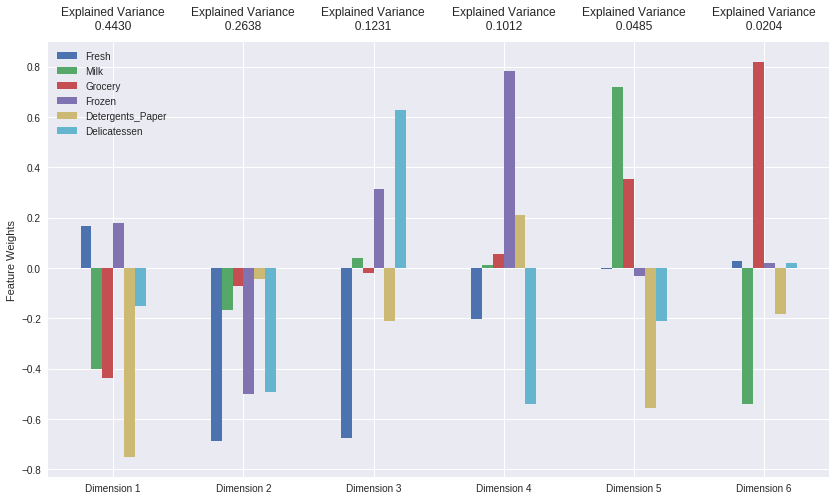 Explained Variance
0.4430
Explained Variance
0.2638
Explained Variance
0.1231
Explained Variance
0.1012
Explained Variance
0.0485
Explained Variance
0.0204
Fresh
Milk
Grocery
Frozen
Detergents_Paper
Delicatessen
Feature Weights
0.8
0.6
0.4
0.2
0.0
−0.2
−0.4
−0.6
−0.8
Dimension 1
Dimension 2
Dimension 3
Dimension 4
Dimension 5
Dimension 6